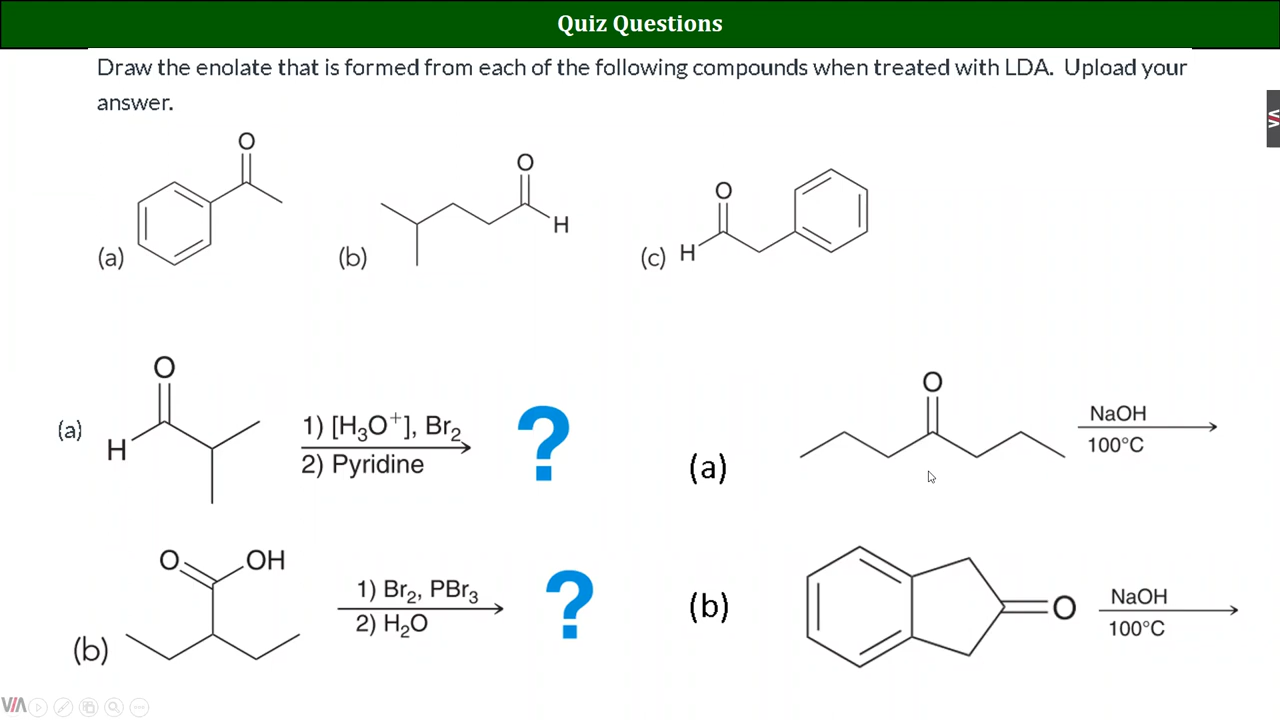 Quiz Questions
Draw the enolate that is formed from each of the following compounds when treated with LDA. Upload your
answer.
O
(a)
O
H
(b)
O
H
(c)
O
H
(a)
1) [H₃O⁺], Br₂
2) Pyridine
?
O
(a)
NaOH
100°C
O
OH
(b)
1) Br₂, PBr₃
2) H₂O
?
(b)
O
NaOH
100°C
VIA